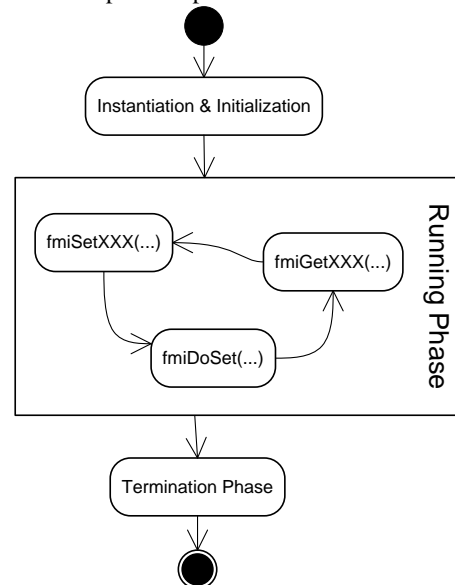 Instantiation & Initialization
fmiSetXXX(...)
fmiGetXXX(...)
fmiDoSet(...)
Running Phase
Termination Phase